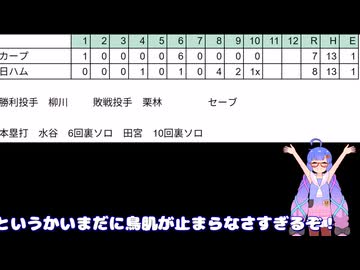 1 2 3 4 5 6 7 8 9 10 11 12 R H E
カープ 1 0 0 0 0 6 0 0 0 0 7 13 1
日ハム 0 0 0 1 0 1 0 4 2 1x 8 13 1
勝利投手 柳川 敗戦投手 栗林 セーブ
本塁打 水谷 6回裏ソロ 田宮 10回裏ソロ
というかいまだに鳥肌が止まらなさすぎるぞ！